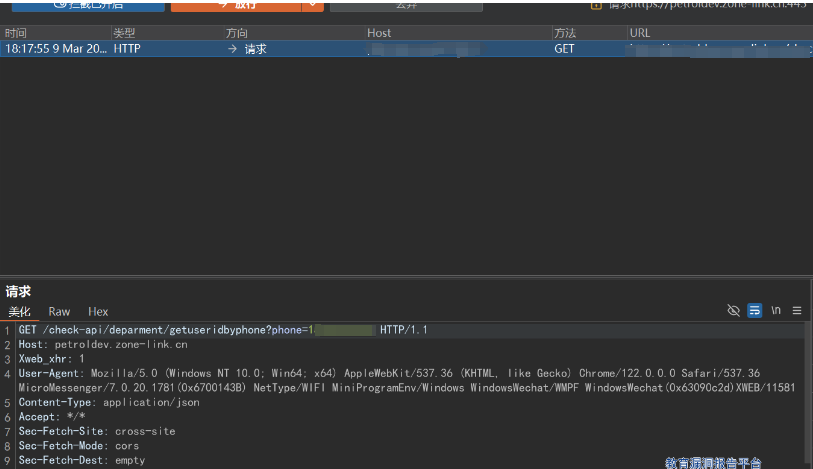 拦截已开启 放行 丢弃 请求https://petroldev.zone-link.cn:443
时间 类型 方向 Host 方法 URL
18:17:55 9 Mar 20... HTTP → 请求 GET
请求
美化 Raw Hex \n
1 GET /check-api/deparment/getuseridbyphone?phone=1 HTTP/1.1
2 Host: petroldev.zone-link.cn
3 Xweb_xhr: 1
4 User-Agent: Mozilla/5.0 (Windows NT 10.0; Win64; x64) AppleWebKit/537.36 (KHTML, like Gecko) Chrome/122.0.0.0 Safari/537.36
MicroMessenger/7.0.20.1781(0x6700143B) NetType/WIFI MiniProgramEnv/Windows WindowsWechat/WMPF WindowsWechat(0x63090c2d)XWEB/11581
5 Content-Type: application/json
6 Accept: */*
7 Sec-Fetch-Site: cross-site
8 Sec-Fetch-Mode: cors
9 Sec-Fetch-Dest: empty
教育漏洞报告平台